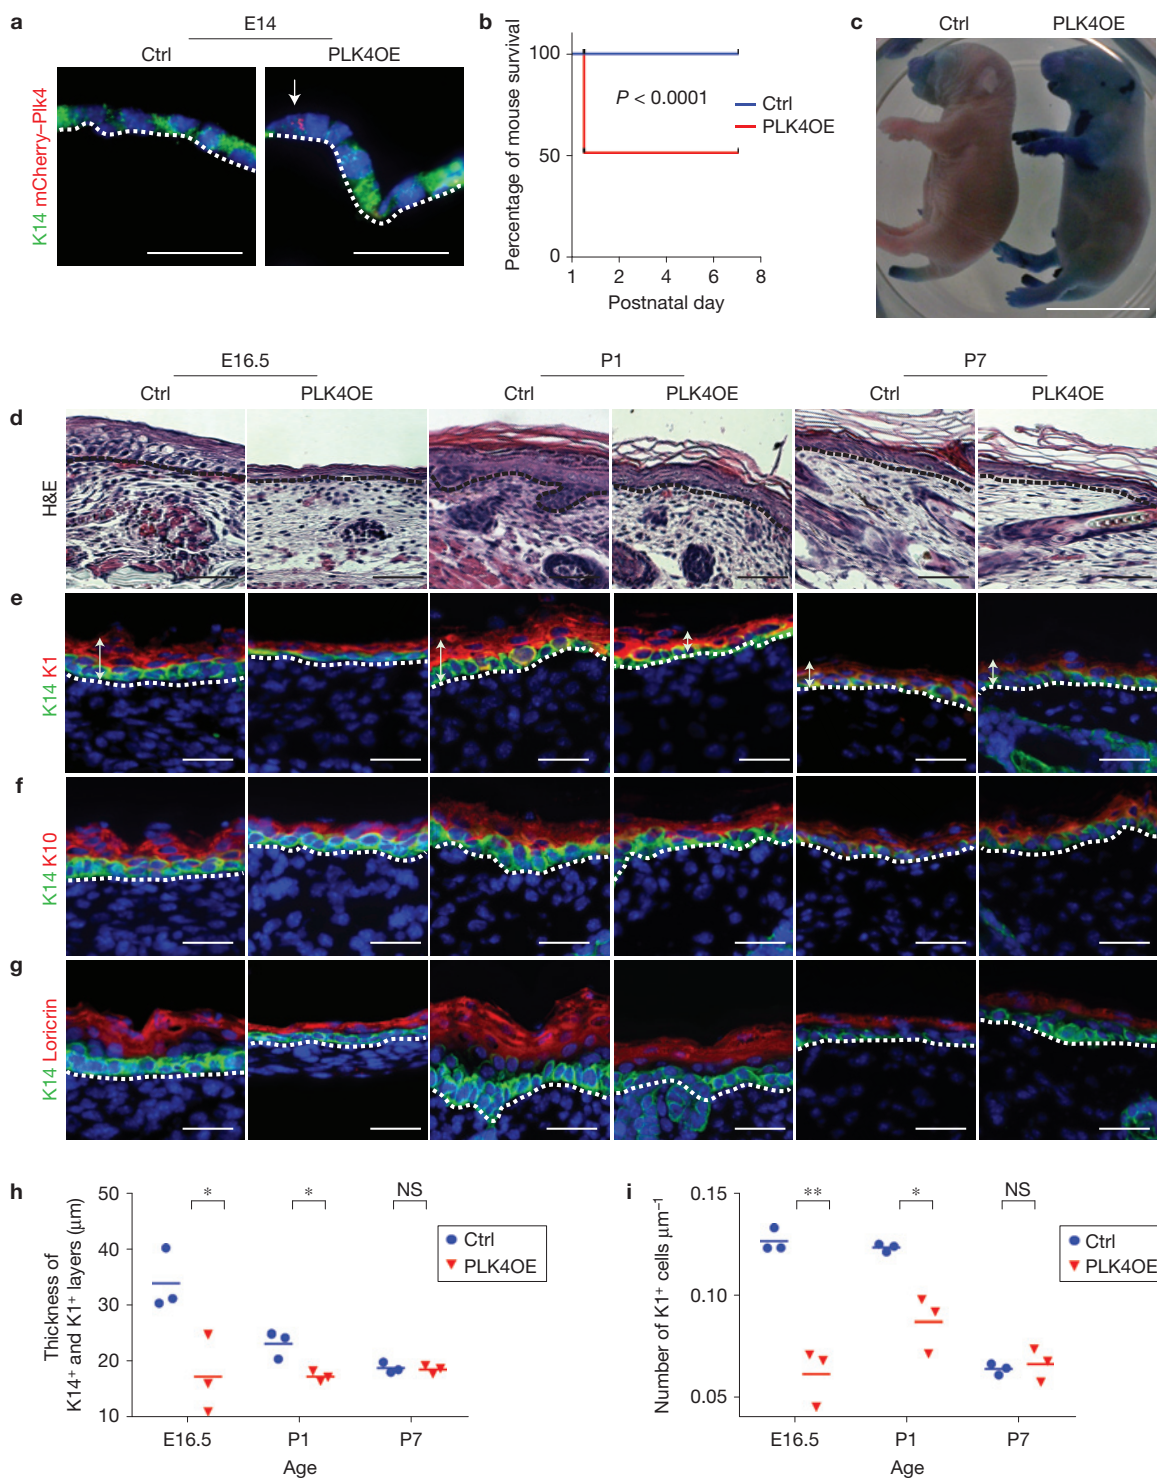 a
E14
Ctrl
PLK4OE
K14 mCherry–Plk4
b
Percentage of mouse survival
100
50
0
1
2
4
6
8
Postnatal day
P < 0.0001
Ctrl
PLK4OE
c
Ctrl
PLK4OE
E16.5
P1
P7
Ctrl
PLK4OE
Ctrl
PLK4OE
Ctrl
PLK4OE
d
H&E
e
K14 K1
f
K14 K10
g
K14 Loricrin
h
Thickness of
K14⁺ and K1⁺ layers (μm)
50
40
30
20
10
*
*
NS
Ctrl
PLK4OE
E16.5
P1
P7
Age
i
Number of K1⁺ cells μm⁻¹
0.15
0.10
0.05
**
*
NS
Ctrl
PLK4OE
E16.5
P1
P7
Age